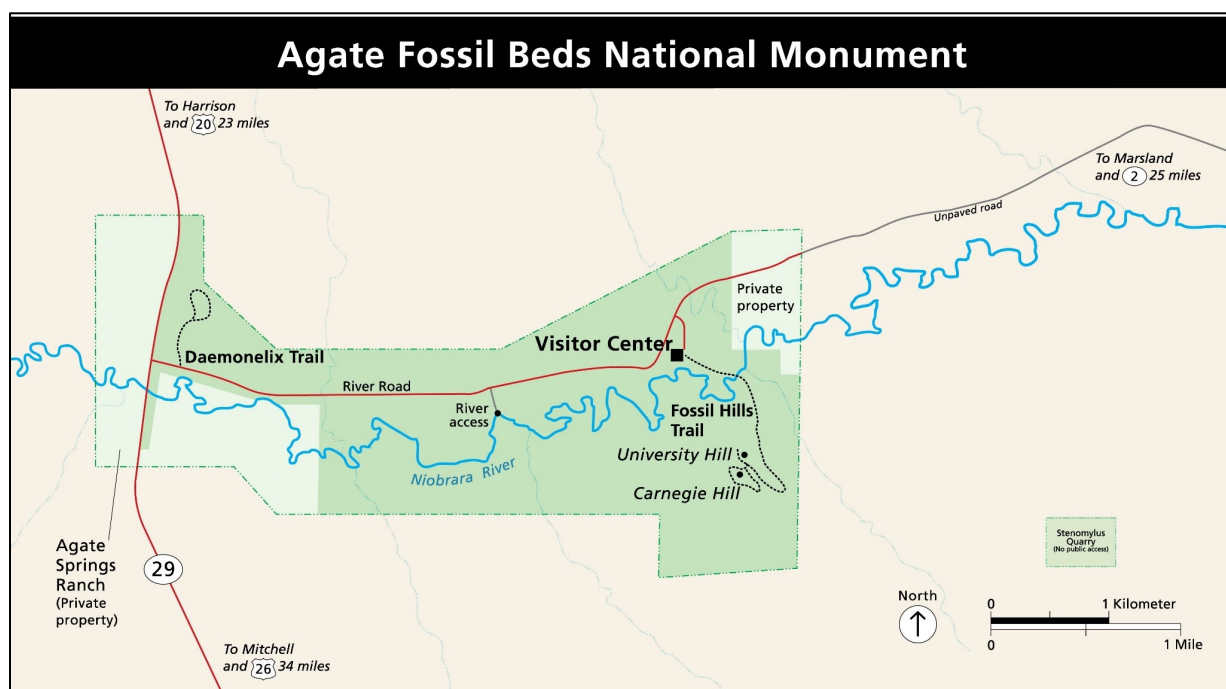 Agate Fossil Beds National Monument
To Harrison
and 20 23 miles
To Marsland
and 2 25 miles
Unpaved road
Private
property
Visitor Center
Daemonelix Trail
River Road
River
access
Fossil Hills
Trail
University Hill
Niobrara River
Carnegie Hill
Agate
Springs
Ranch
(Private
property)
29
Stenomylus
Quarry
(No public access)
North
0 1 Kilometer
0 1 Mile
To Mitchell
and 26 34 miles